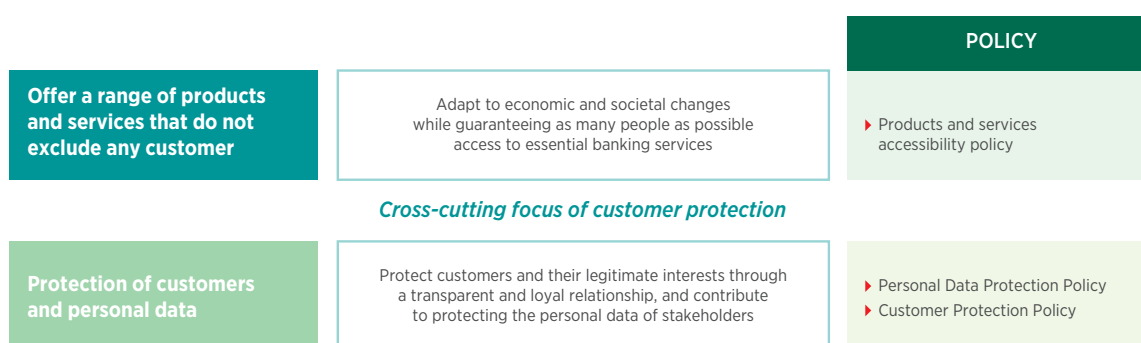 POLICY
Offer a range of products
and services that do not
exclude any customer
Adapt to economic and societal changes
while guaranteeing as many people as possible
access to essential banking services
Products and services
accessibility policy
Cross-cutting focus of customer protection
Protection of customers
and personal data
Protect customers and their legitimate interests through
a transparent and loyal relationship, and contribute
to protecting the personal data of stakeholders
Personal Data Protection Policy
Customer Protection Policy